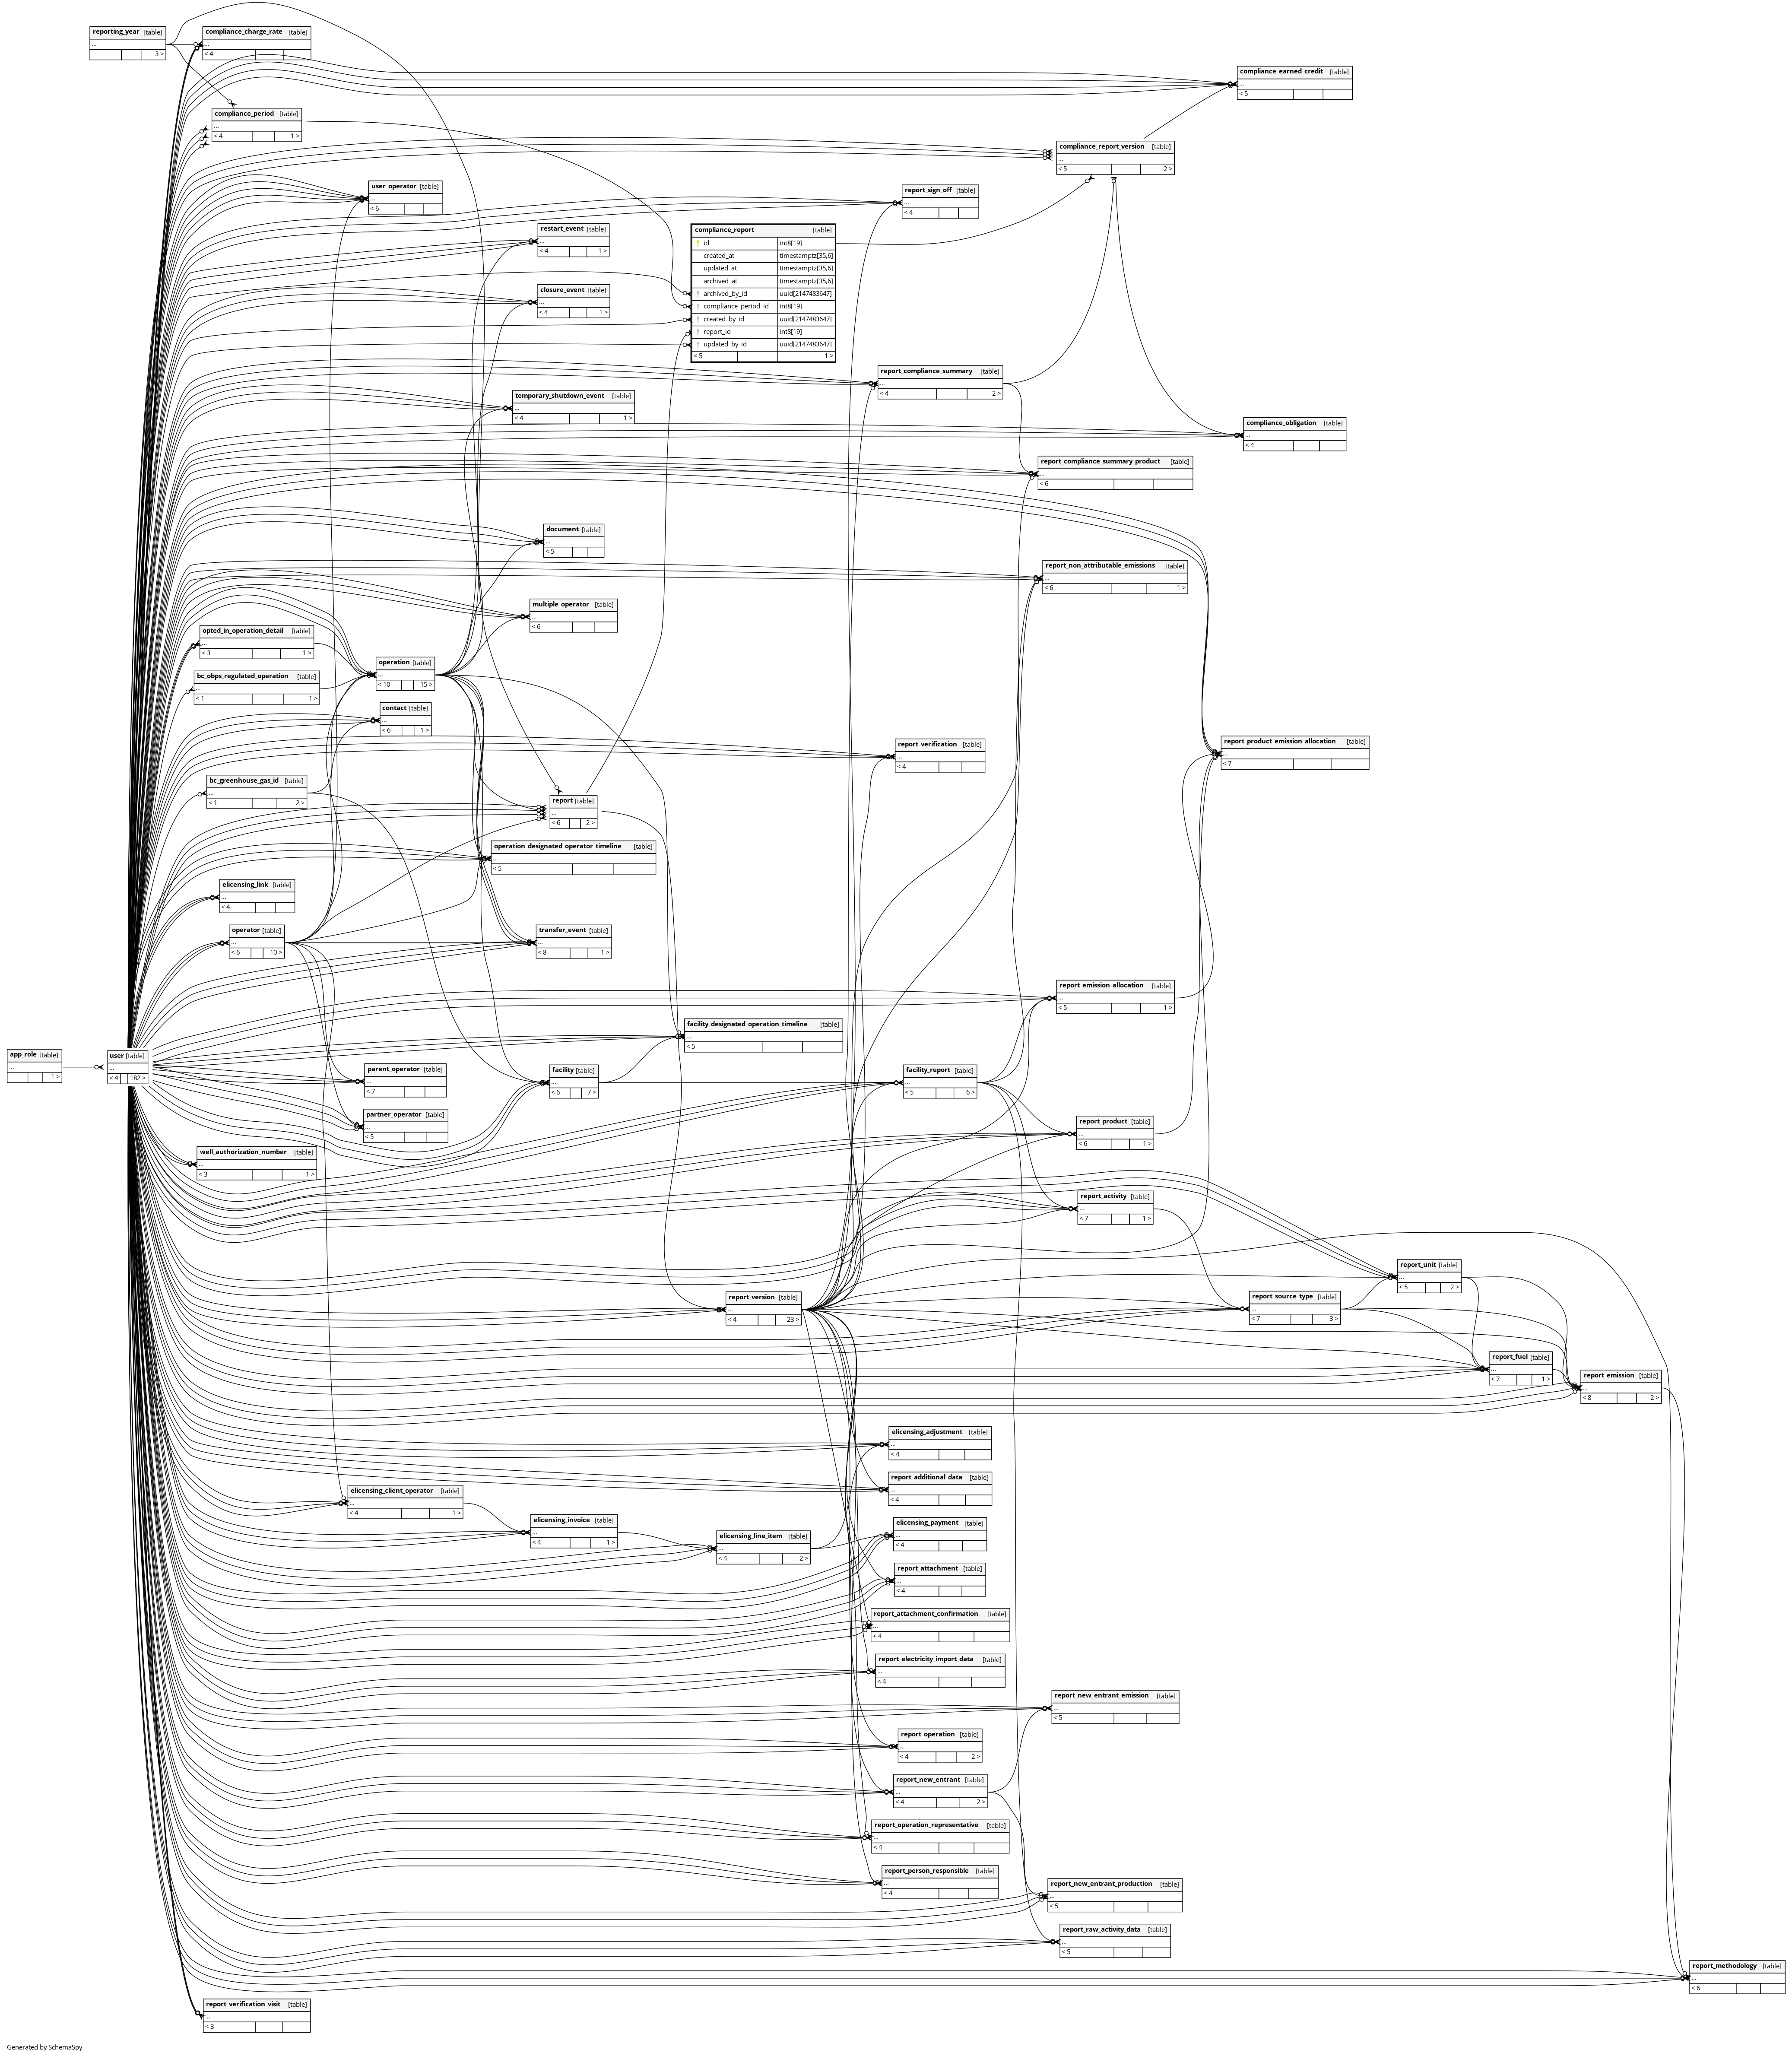 reporting_year [table]
...
3 >
compliance_charge_rate [table]
...
< 4
compliance_earned_credit [table]
...
< 5
compliance_period [table]
...
< 4 1 >
compliance_report_version [table]
...
< 5 2 >
user_operator [table]
...
< 6
report_sign_off [table]
...
< 4
restart_event [table]
...
< 4 1 >
compliance_report [table]
id int8[19]
created_at timestamptz[35,6]
updated_at timestamptz[35,6]
archived_at timestamptz[35,6]
archived_by_id uuid[2147483647]
compliance_period_id int8[19]
created_by_id uuid[2147483647]
report_id int8[19]
updated_by_id uuid[2147483647]
< 5 1 >
closure_event [table]
...
< 4 1 >
report_compliance_summary [table]
...
< 4 2 >
temporary_shutdown_event [table]
...
< 4 1 >
compliance_obligation [table]
...
< 4
report_compliance_summary_product [table]
...
< 6
document [table]
...
< 5
report_non_attributable_emissions [table]
...
< 6 1 >
multiple_operator [table]
...
< 6
opted_in_operation_detail [table]
...
< 3 1 >
operation [table]
...
< 10 15 >
bc_obps_regulated_operation [table]
...
< 1 1 >
contact [table]
...
< 6 1 >
report_verification [table]
...
< 4
report_product_emission_allocation [table]
...
< 7
bc_greenhouse_gas_id [table]
...
< 1 2 >
report [table]
...
< 6 2 >
operation_designated_operator_timeline [table]
...
< 5
elicensing_link [table]
...
< 4
operator [table]
...
< 6 10 >
transfer_event [table]
...
< 8 1 >
report_emission_allocation [table]
...
< 5 1 >
facility_designated_operation_timeline [table]
...
< 5
app_role [table]
...
1 >
user [table]
...
< 4 182 >
parent_operator [table]
...
< 7
facility [table]
...
< 6 7 >
facility_report [table]
...
< 5 6 >
partner_operator [table]
...
< 5
report_product [table]
...
< 6 1 >
well_authorization_number [table]
...
< 3 1 >
report_activity [table]
...
< 7 1 >
report_unit [table]
...
< 5 2 >
report_version [table]
...
< 4 23 >
report_source_type [table]
...
< 7 3 >
report_fuel [table]
...
< 7 1 >
report_emission [table]
...
< 8 2 >
elicensing_adjustment [table]
...
< 4
report_additional_data [table]
...
< 4
elicensing_client_operator [table]
...
< 4 1 >
elicensing_invoice [table]
...
< 4 1 >
elicensing_payment [table]
...
< 4
elicensing_line_item [table]
...
< 4 2 >
report_attachment [table]
...
< 4
report_attachment_confirmation [table]
...
< 4
report_electricity_import_data [table]
...
< 4
report_new_entrant_emission [table]
...
< 5
report_operation [table]
...
< 4 2 >
report_new_entrant [table]
...
< 4 2 >
report_operation_representative [table]
...
< 4
report_person_responsible [table]
...
< 4
report_new_entrant_production [table]
...
< 5
report_raw_activity_data [table]
...
< 5
report_methodology [table]
...
< 6
report_verification_visit [table]
...
< 3
Generated by SchemaSpy